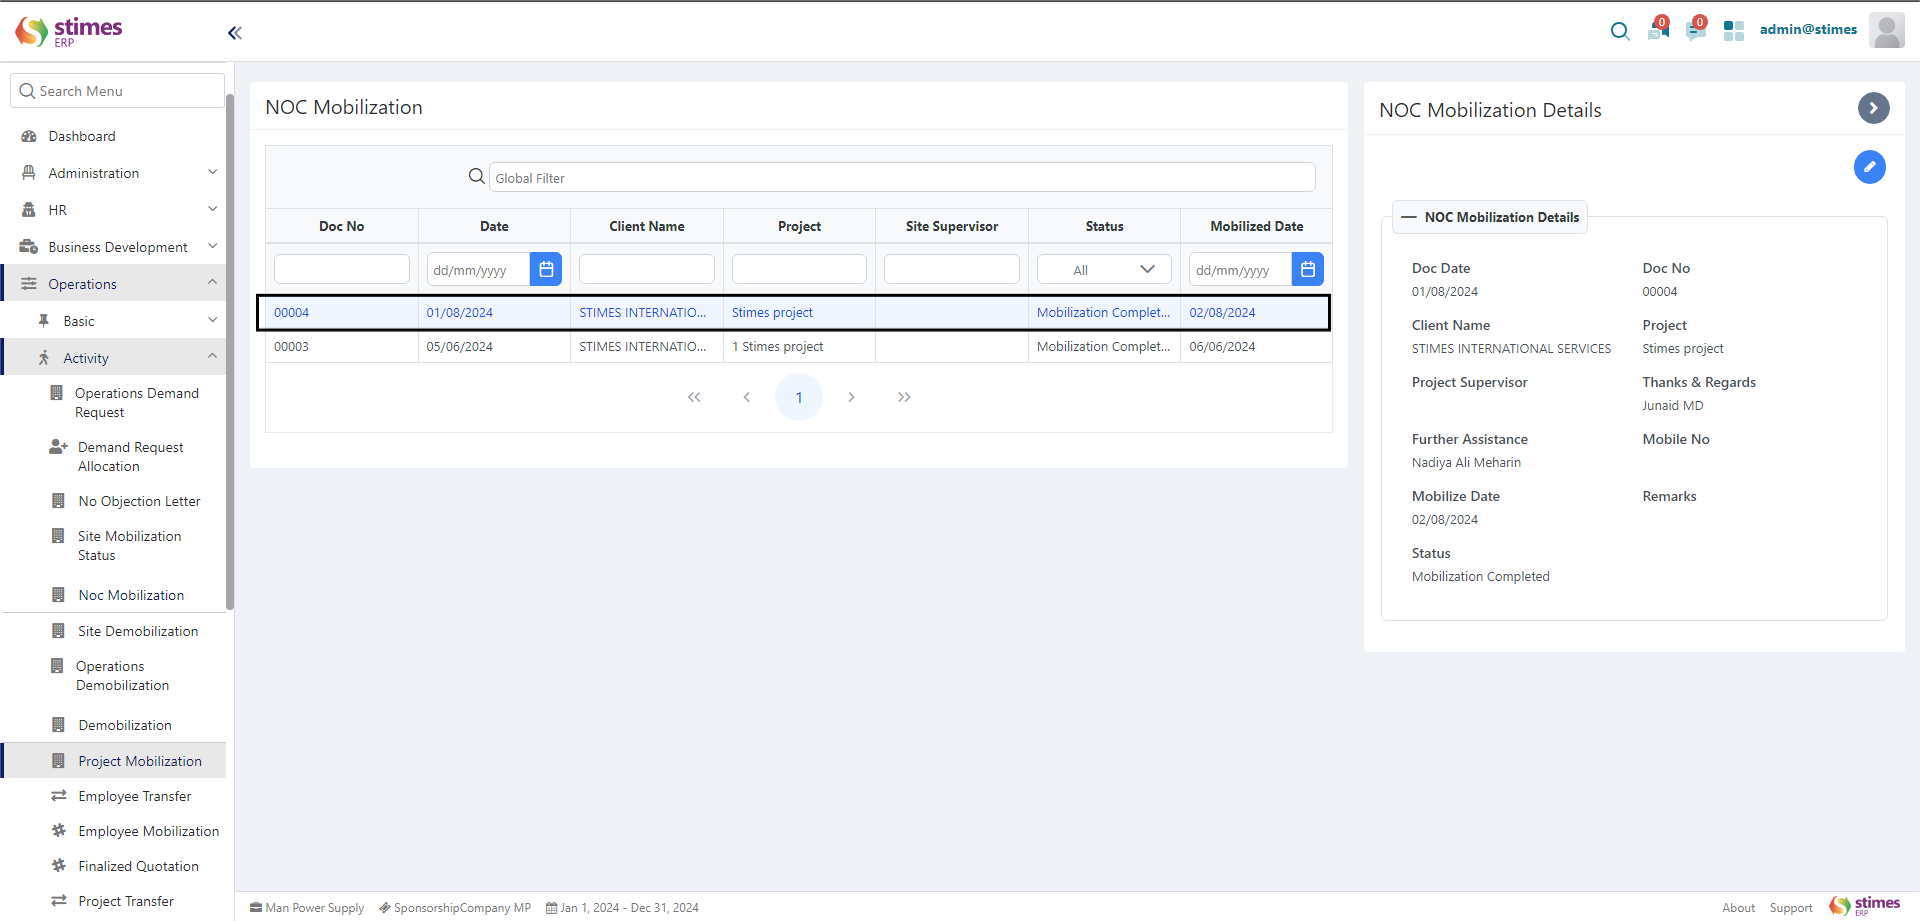 stimes
ERP
0
0
admin@stimes
Search Menu
Dashboard
Administration
HR
Business Development
Operations
Basic
Activity
Operations Demand
Request
Demand Request
Allocation
No Objection Letter
Site Mobilization
Status
Noc Mobilization
Site Demobilization
Operations
Demobilization
Demobilization
Project Mobilization
Employee Transfer
Employee Mobilization
Finalized Quotation
Project Transfer
NOC Mobilization
Global Filter
Doc No Date Client Name Project Site Supervisor Status Mobilized Date
dd/mm/yyyy All dd/mm/yyyy
00004 01/08/2024 STIMES INTERNATIO... Stimes project Mobilization Complet... 02/08/2024
00003 05/06/2024 STIMES INTERNATIO... 1 Stimes project Mobilization Complet... 06/06/2024
1
NOC Mobilization Details
NOC Mobilization Details
Doc Date Doc No
01/08/2024 00004
Client Name Project
STIMES INTERNATIONAL SERVICES Stimes project
Project Supervisor Thanks & Regards
Junaid MD
Further Assistance Mobile No
Nadiya Ali Meharin
Mobilize Date Remarks
02/08/2024
Status
Mobilization Completed
Man Power Supply SponsorshipCompany MP Jan 1, 2024 - Dec 31, 2024
About Support stimes
ERP